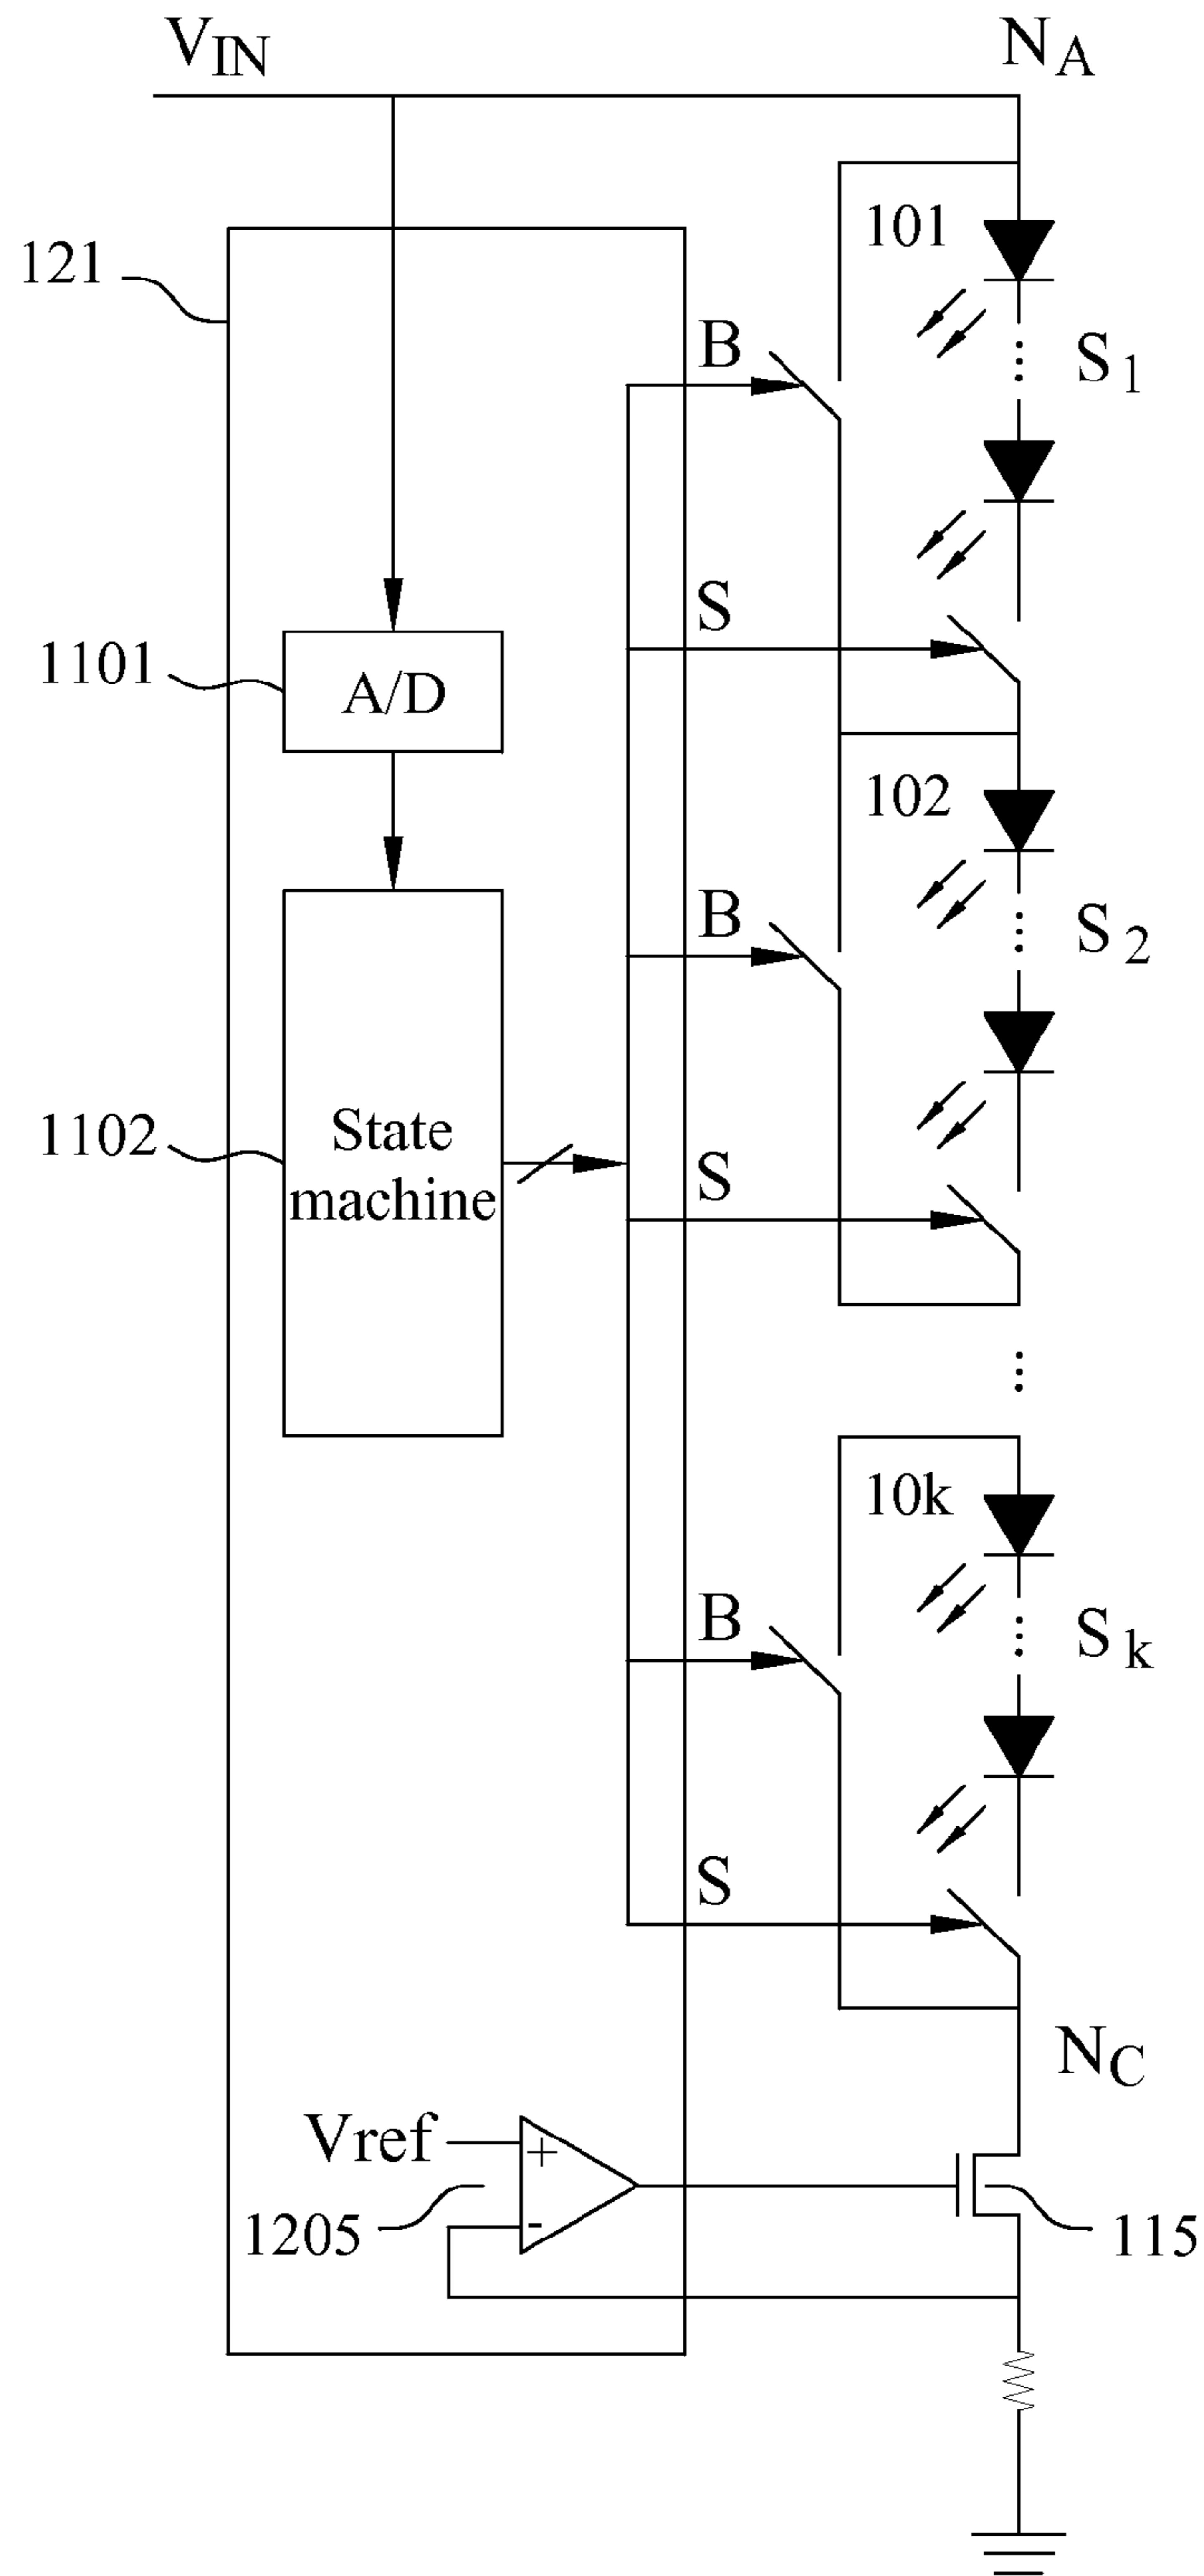 VIN
NA
121
101
B
S1
S
1101
A/D
102
B
S2
1102
State
machine
S
10k
B
Sk
S
NC
Vref
+
-
1205
115